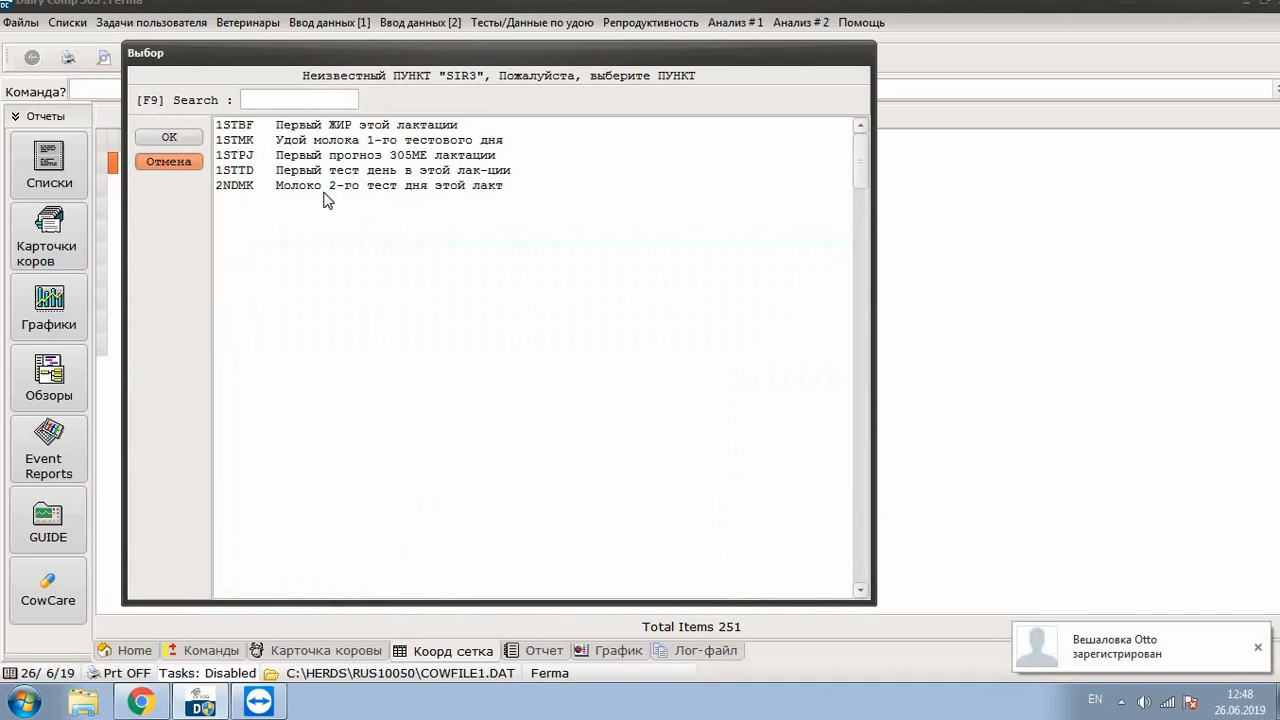 Файлы Списки Задачи пользователя Ветеринары Ввод данных [1] Ввод данных [2] Тесты/Данные по удою Репродуктивность Анализ #1 Анализ #2 Помощь
Выбор
Неизвестный ПУНКТ "SIR3", Пожалуйста, выберите ПУНКТ
Команда?
[F9] Search :
Отчеты
OK
Отмена
1STBF Первый ЖИР этой лактации
1STMK Удой молока 1-го тестового дня
1STPJ Первый прогноз 305ME лактации
1STTD Первый тест день в этой лак-ции
2NDMK Молоко 2-го тест дня этой лакт
Списки
Карточки
коров
Графики
Обзоры
Event
Reports
GUIDE
CowCare
Total Items 251
Home Команды Карточка коровы Коорд сетка Отчет График Лог-файл
26/ 6/19 Prt OFF Tasks: Disabled C:\HERDS\RUS10050\COWFILE1.DAT Ferma
Вешаловка Otto
зарегистрирован
EN
12:48
26.06.2019